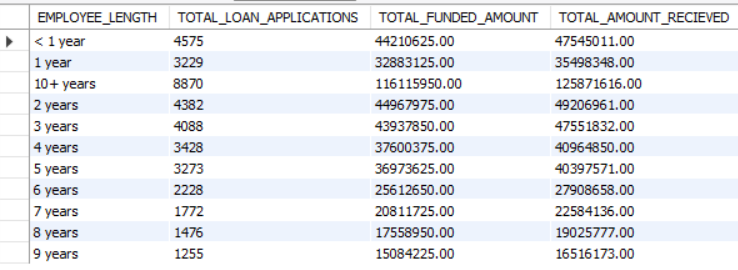 EMPLOYEE_LENGTH TOTAL_LOAN_APPLICATIONS TOTAL_FUNDED_AMOUNT TOTAL_AMOUNT_RECIEVED
< 1 year 4575 44210625.00 47545011.00
1 year 3229 32883125.00 35498348.00
10+ years 8870 116115950.00 125871616.00
2 years 4382 44967975.00 49206961.00
3 years 4088 43937850.00 47551832.00
4 years 3428 37600375.00 40964850.00
5 years 3273 36973625.00 40397571.00
6 years 2228 25612650.00 27908658.00
7 years 1772 20811725.00 22584136.00
8 years 1476 17558950.00 19025777.00
9 years 1255 15084225.00 16516173.00